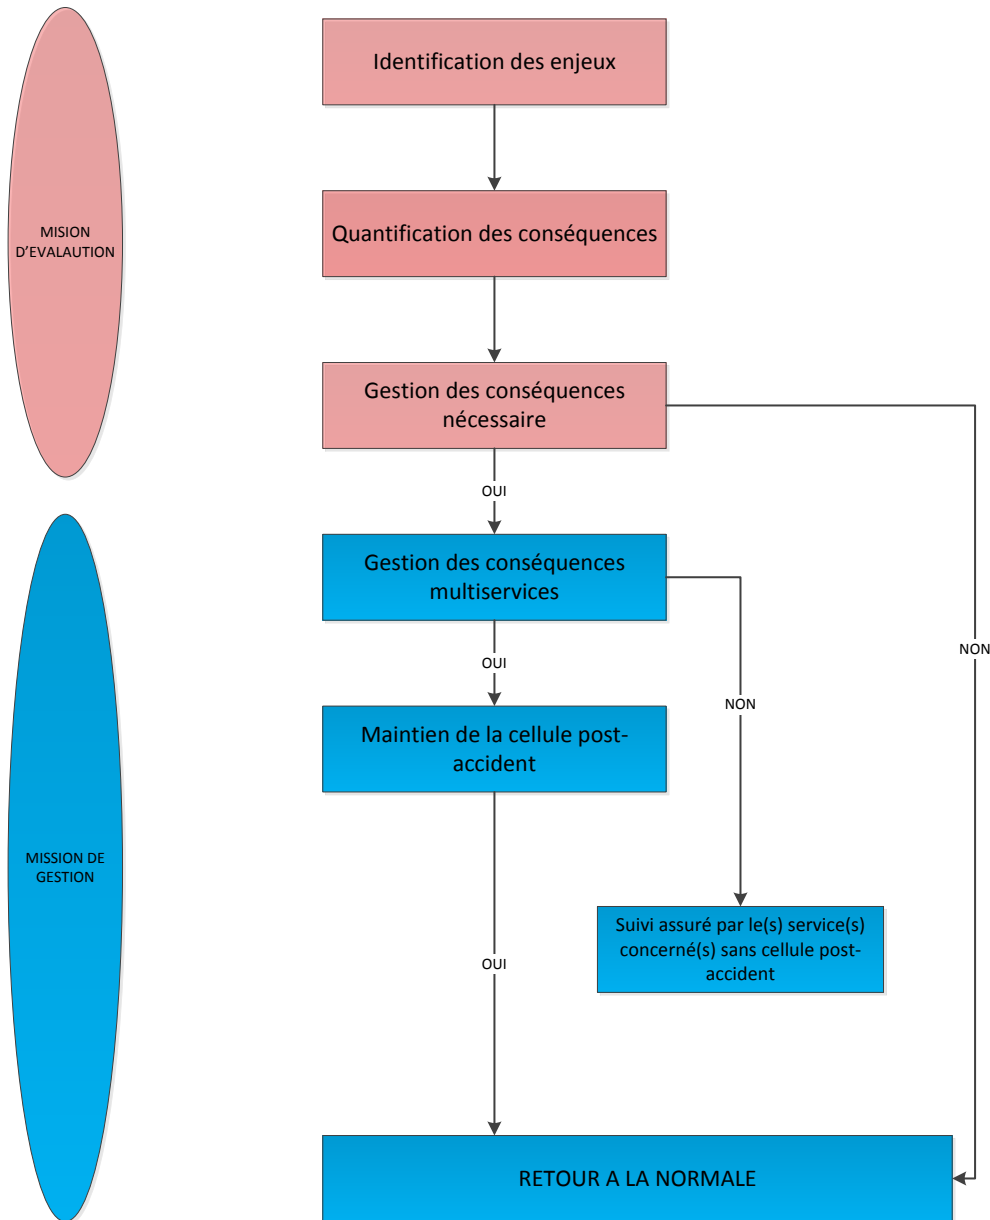 Identification des enjeux
MISION
D'EVALAUTION
Quantification des conséquences
Gestion des conséquences
nécessaire
OUI
Gestion des conséquences
multiservices
OUI
NON
NON
Maintien de la cellule post-
accident
MISSION DE
GESTION
Suivi assuré par le(s) service(s)
concerné(s) sans cellule post-
accident
OUI
RETOUR A LA NORMALE